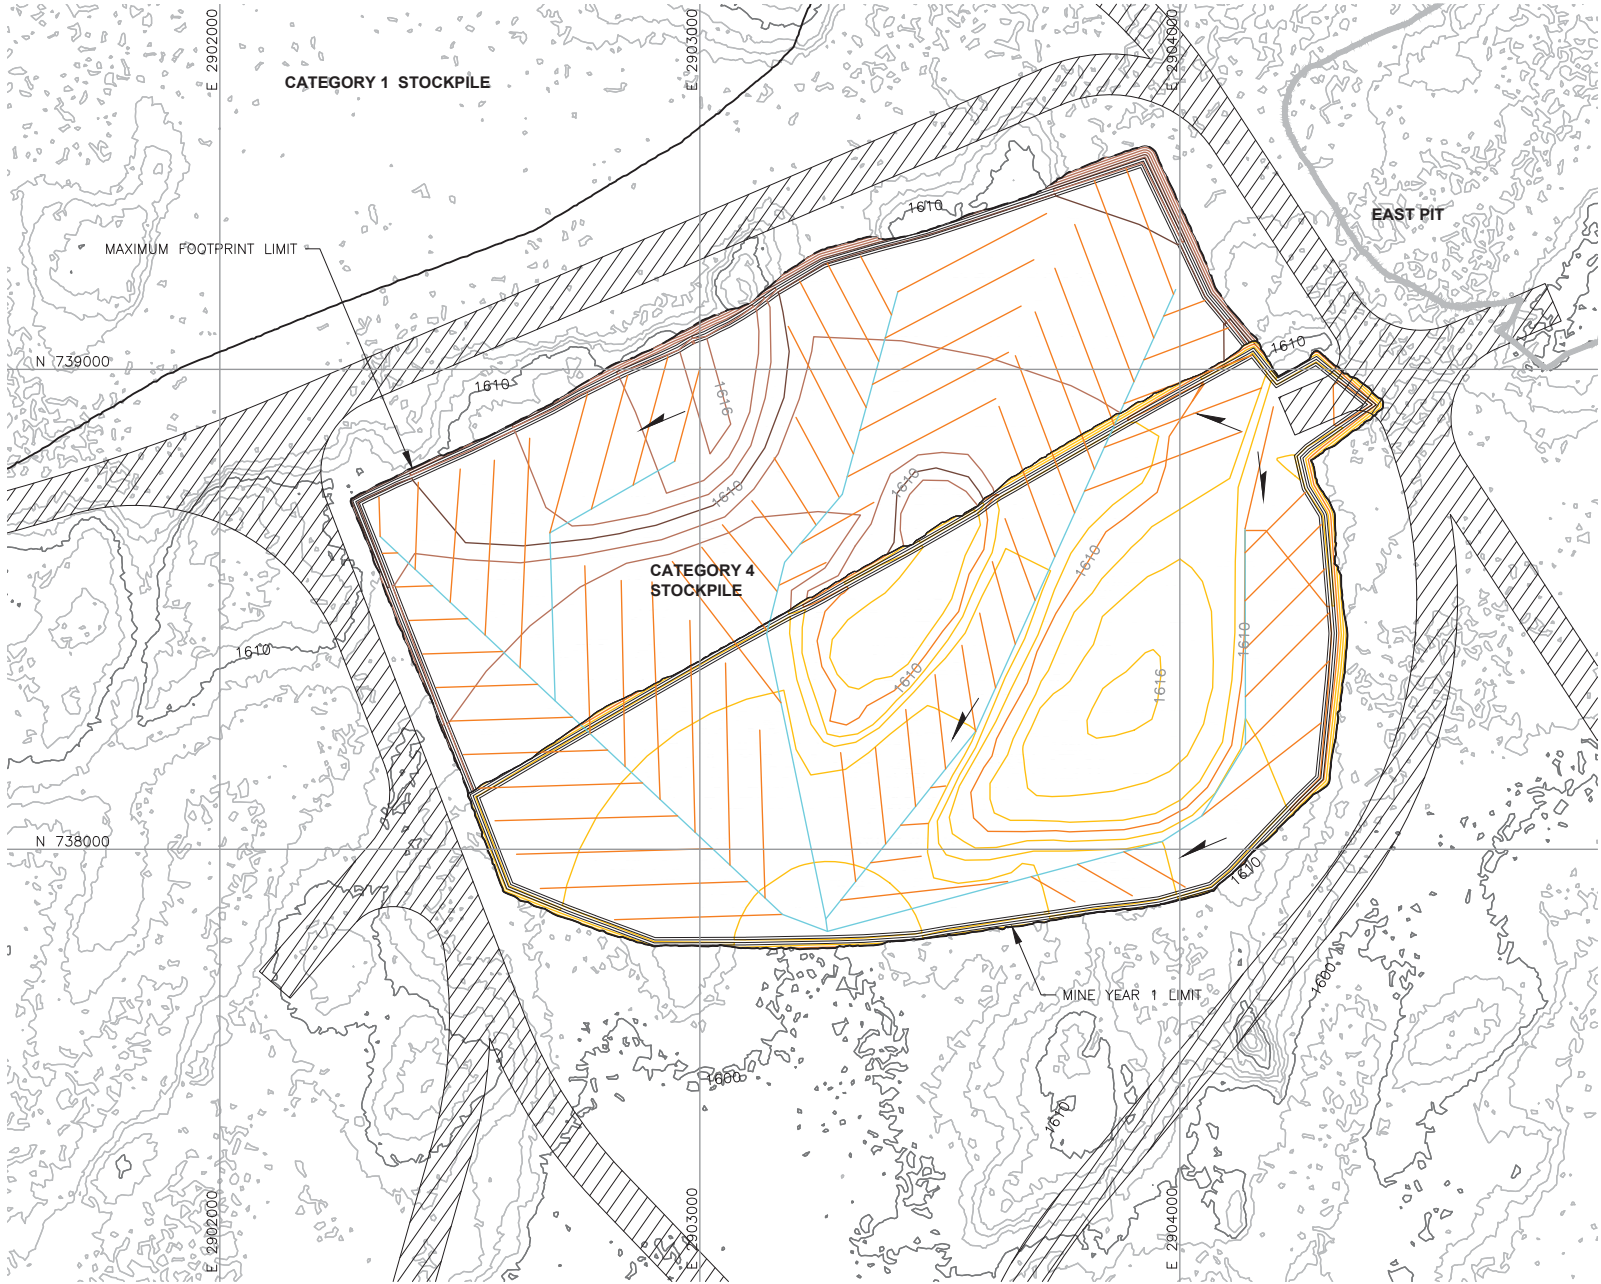 E 2902000
E 2903000
E 2904000
CATEGORY 1 STOCKPILE
1610
EAST PIT
MAXIMUM FOOTPRINT LIMIT
1610
N 739000
1610
1616
1610
1610
1610
CATEGORY 4
STOCKPILE
1610
1610
1610
1616
N 738000
1610
1600
MINE YEAR 1 LIMIT
1600
1610
E 2902000
E 2903000
E 2904000